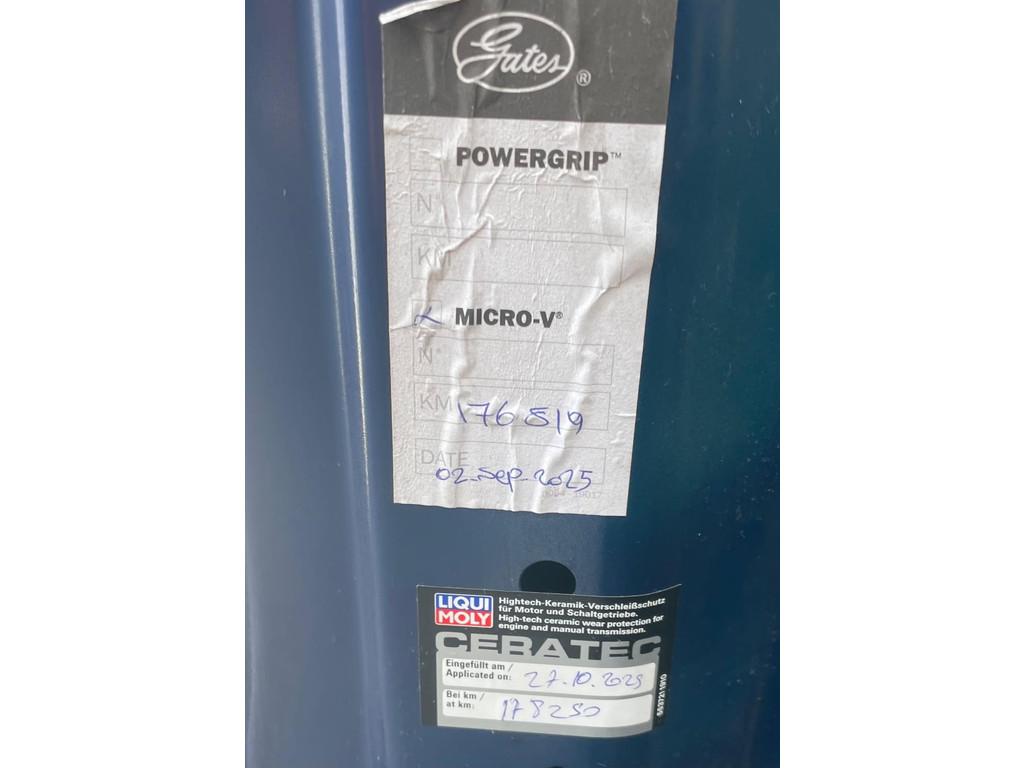 Gates ®
POWERGRIP™
N°
KM
MICRO-V®
N°
KM 176819
DATE
02-Sep-2025
LIQUI
MOLY
Hightech-Keramik-Verschleißschutz
für Motor und Schaltgetriebe.
High-tech ceramic wear protection for
engine and manual transmission.
CERATEC
Eingefüllt am /
Applicated on: 27.10.2025
Bei km /
at km: 178250